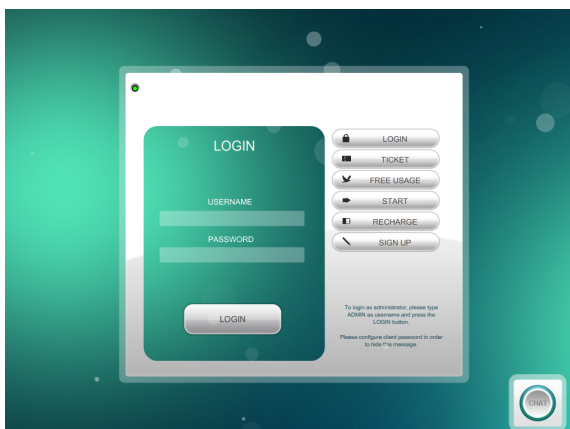 LOGIN
USERNAME
PASSWORD
LOGIN
LOGIN
TICKET
FREE USAGE
START
RECHARGE
SIGN UP
To login as administrator, please type
ADMIN as username and press the
LOGIN button.
Please configure client password in order
to hide this message.
CHAT